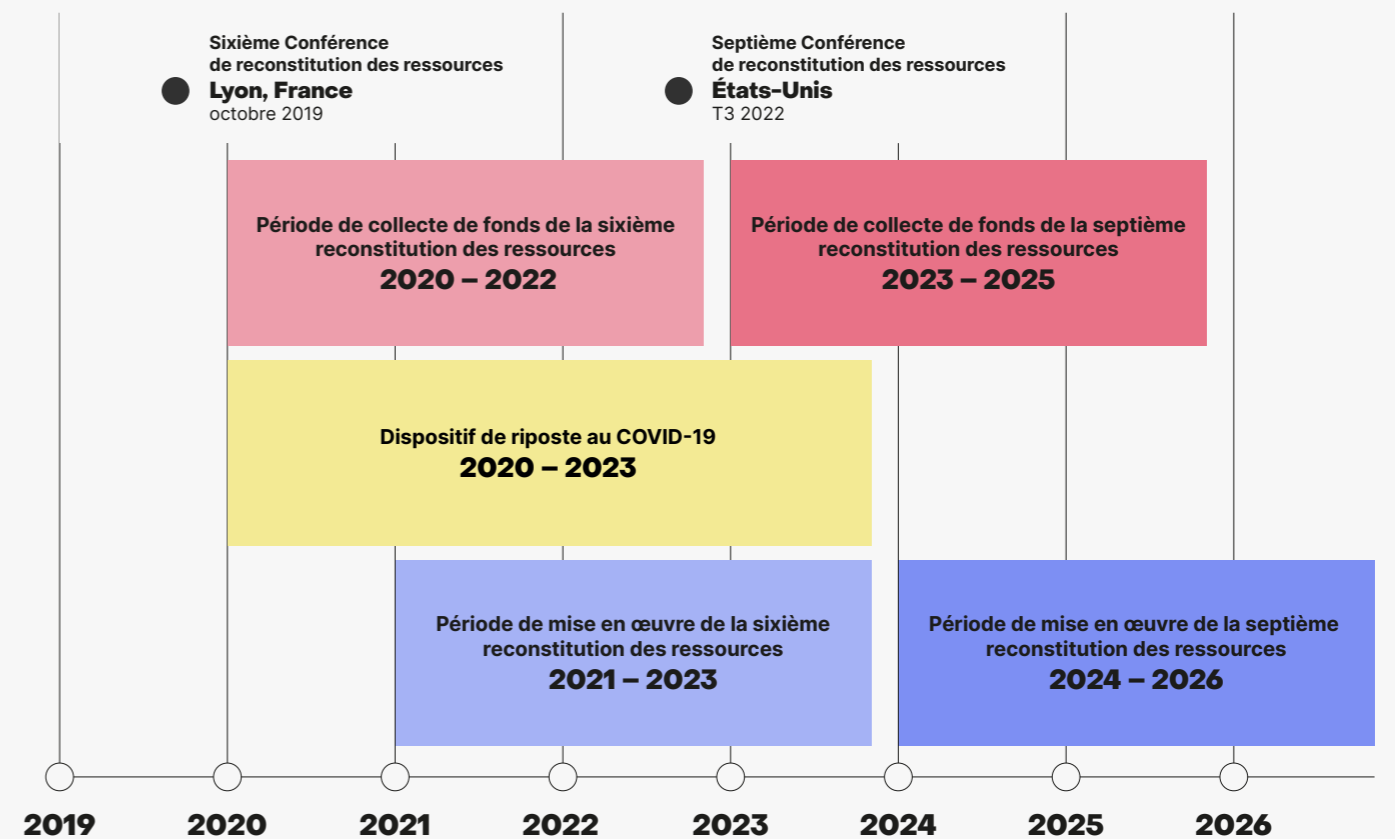 Sixième Conférence
de reconstitution des ressources
Lyon, France
octobre 2019
Septième Conférence
de reconstitution des ressources
États-Unis
T3 2022
Période de collecte de fonds de la sixième
reconstitution des ressources
2020 – 2022
Période de collecte de fonds de la septième
reconstitution des ressources
2023 – 2025
Dispositif de riposte au COVID-19
2020 – 2023
Période de mise en œuvre de la sixième
reconstitution des ressources
2021 – 2023
Période de mise en œuvre de la septième
reconstitution des ressources
2024 – 2026
2019 2020 2021 2022 2023 2024 2025 2026